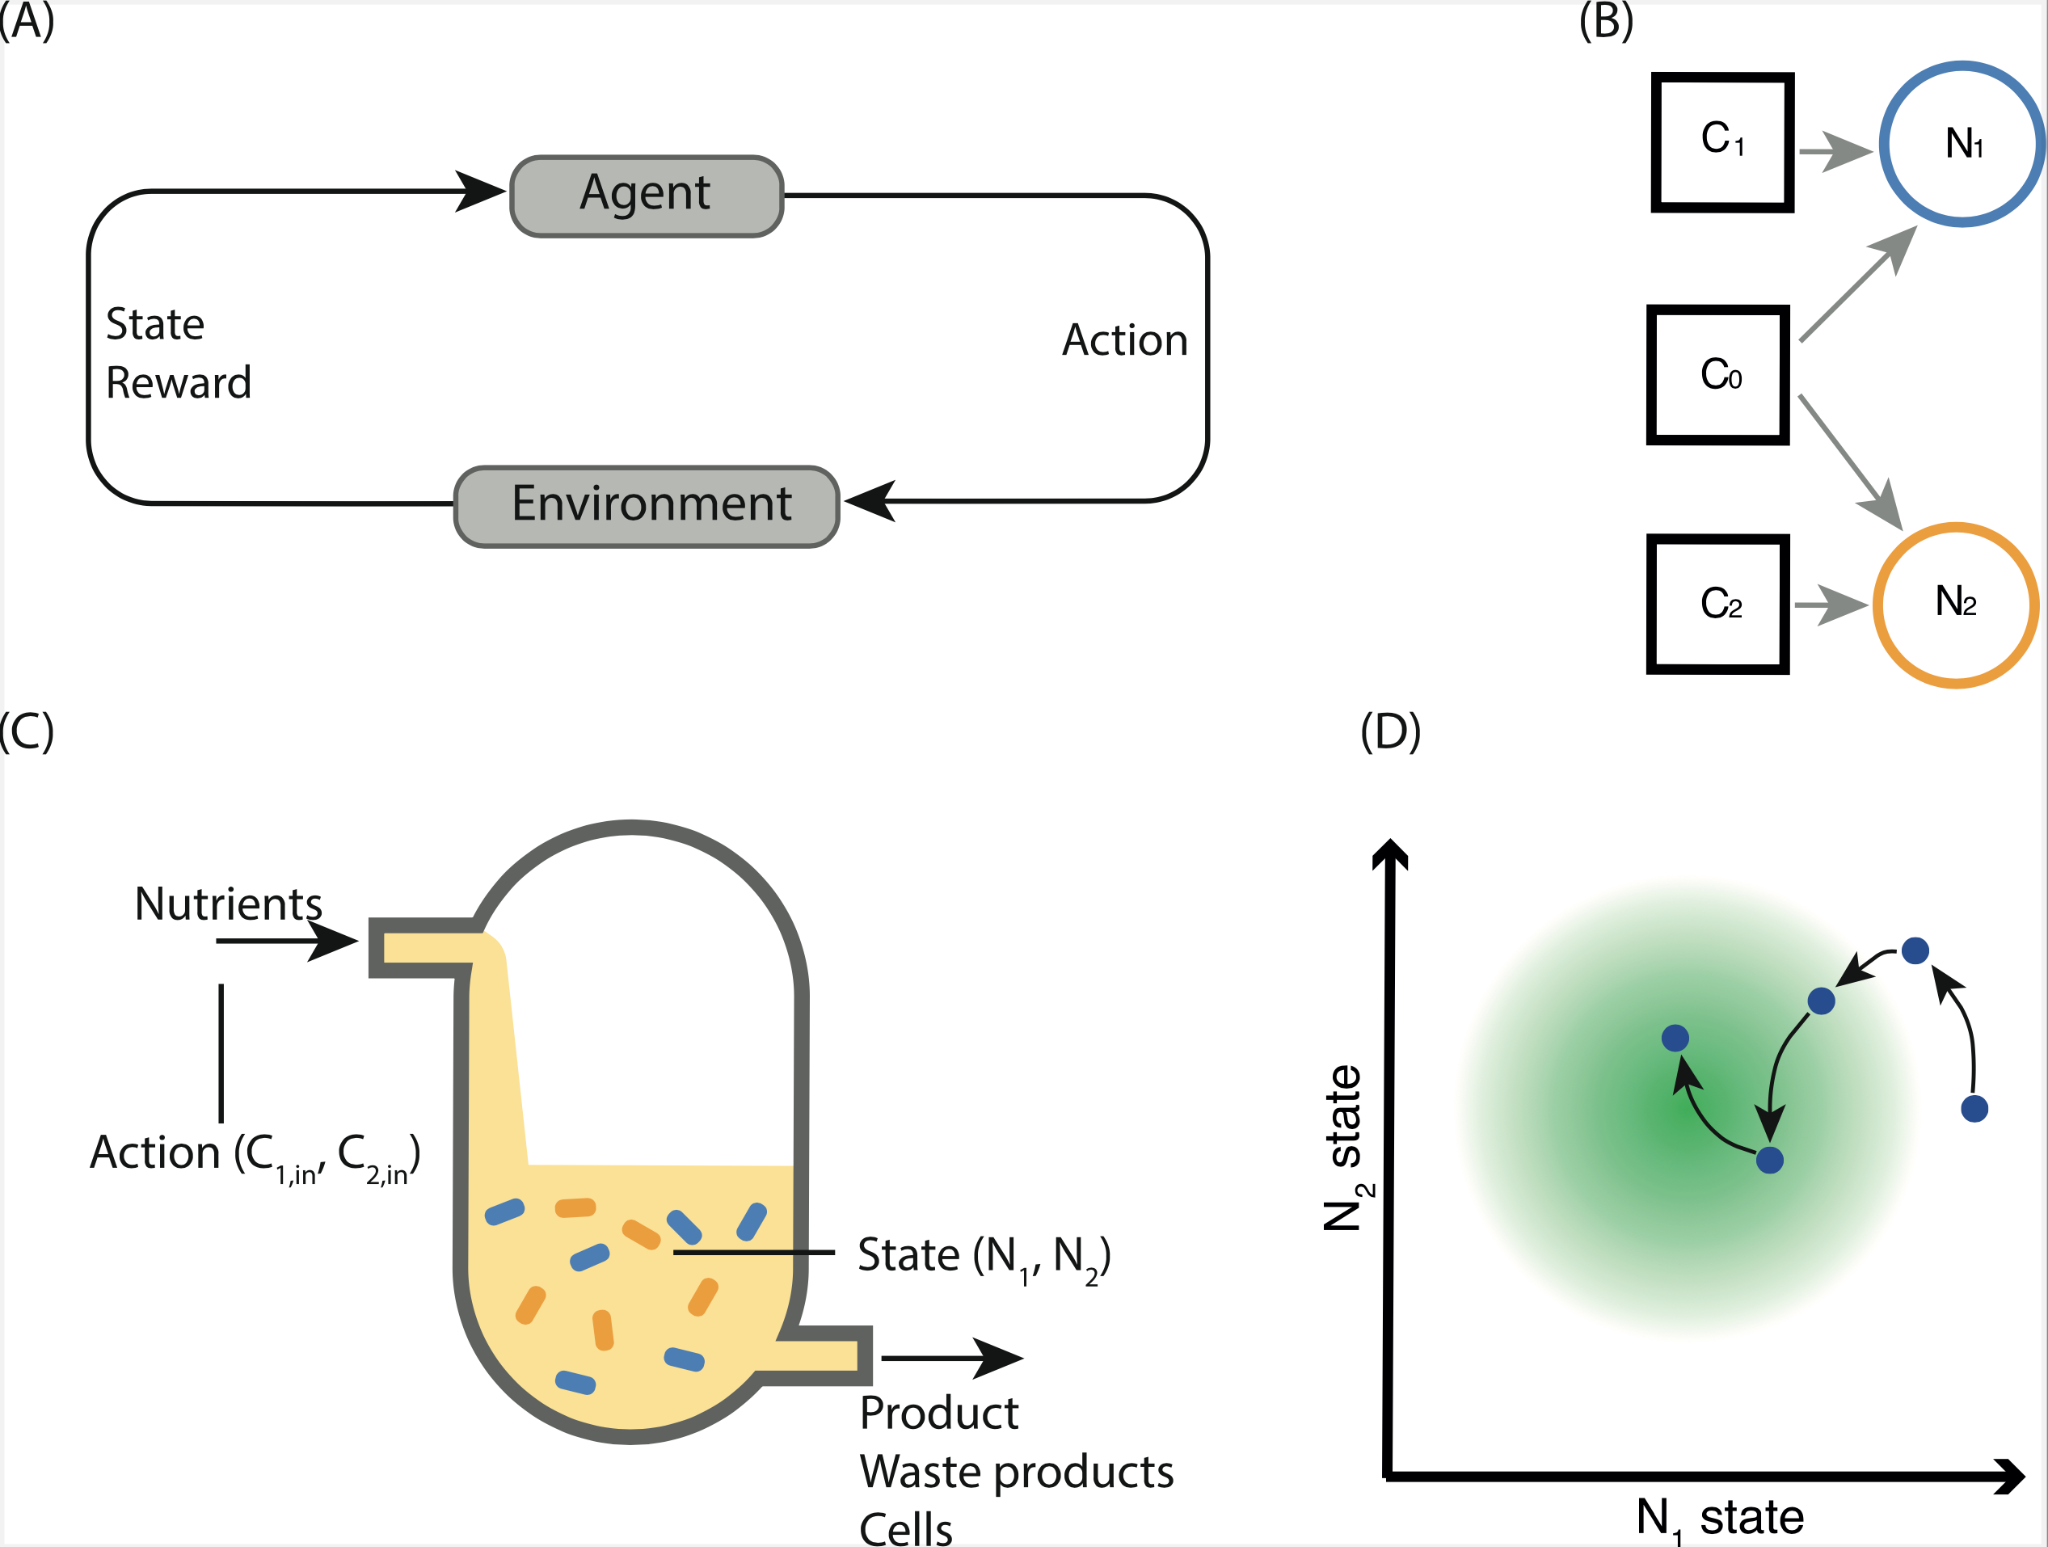 (A)
Agent
State
Reward
Action
Environment
(B)
C1
N1
C0
C2
N2
(C)
Nutrients
Action (C1,in, C2,in)
State (N1, N2)
Product
Waste products
Cells
(D)
N2 state
N1 state